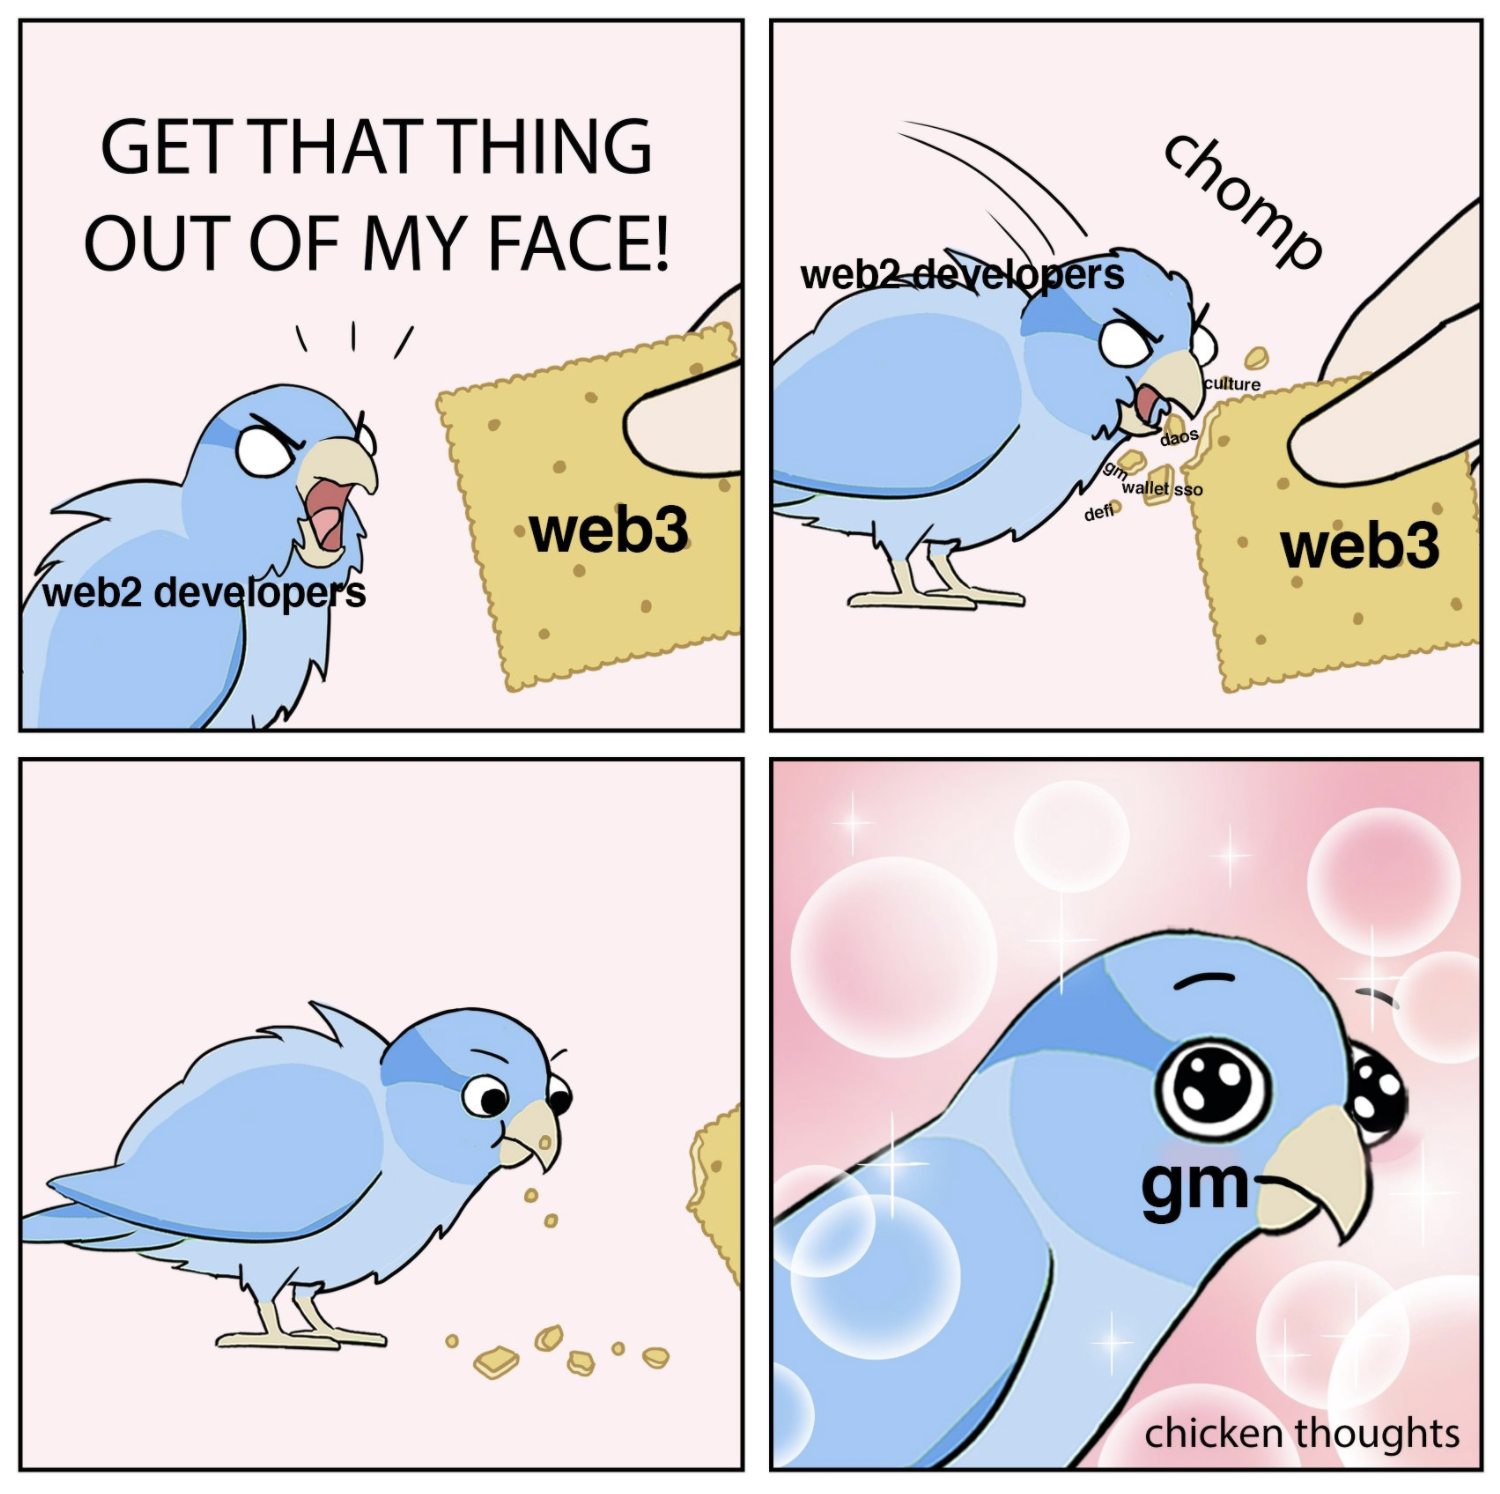 GET THAT THING
OUT OF MY FACE!
web3
web2 developers
chomp
web2 developers
culture
daos
gm
wallet sso
defi
web3
gm
chicken thoughts